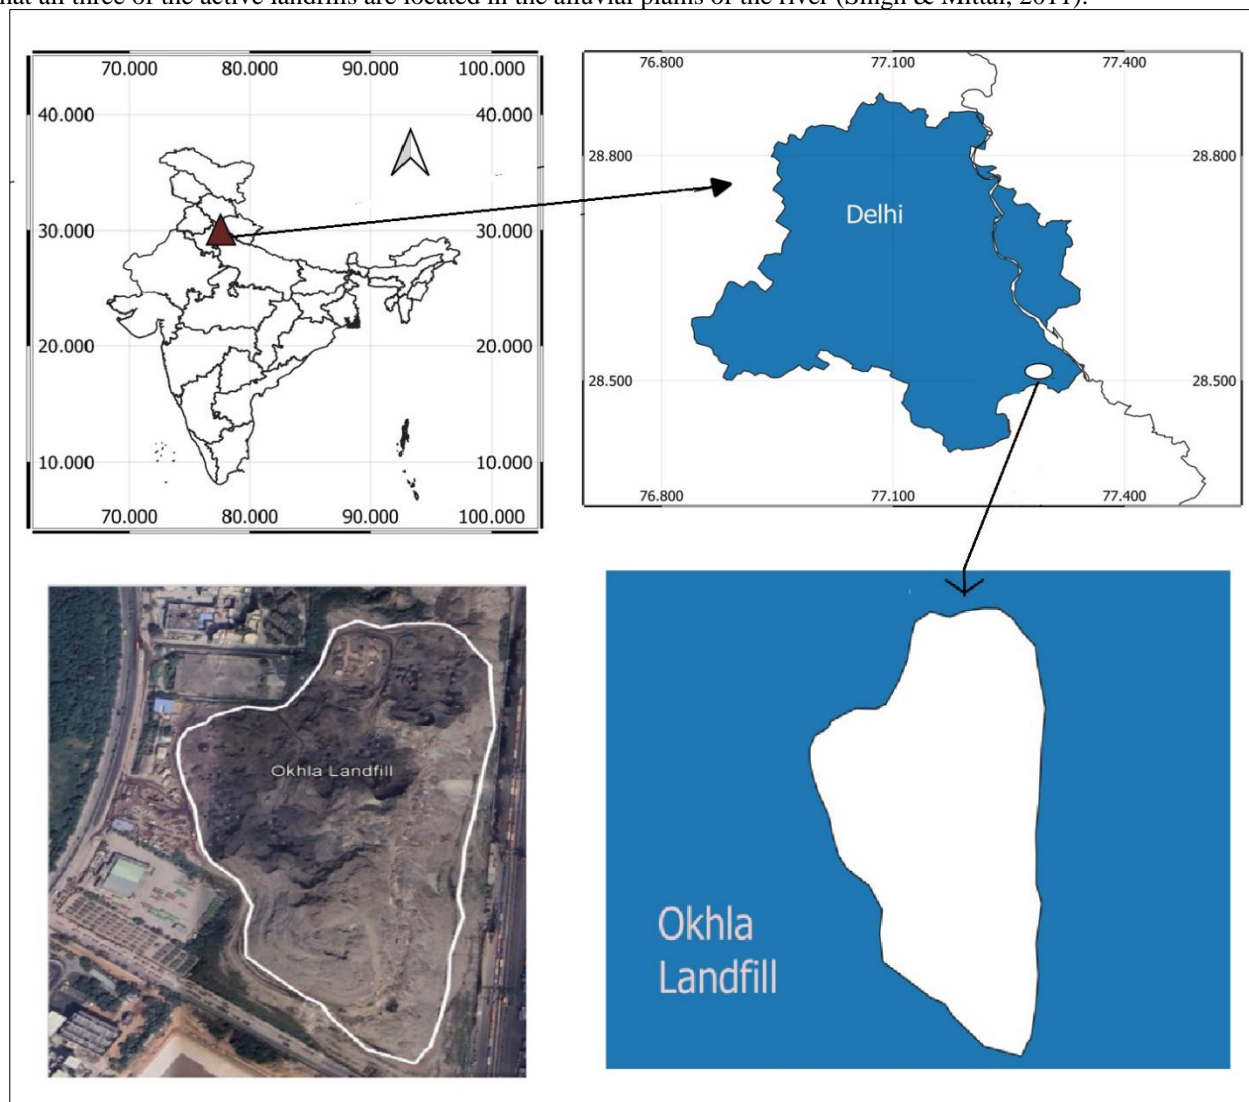 that all three of the active landfills are located in the alluvial plains of the river (Singh & Mittal, 2011).
70.000 80.000 90.000 100.000
40.000 40.000
30.000 30.000
20.000 20.000
10.000 10.000
70.000 80.000 90.000 100.000
76.800 77.100 77.400
28.800 28.800
Delhi
28.500 28.500
76.800 77.100 77.400
Okhla Landfill
Okhla
Landfill